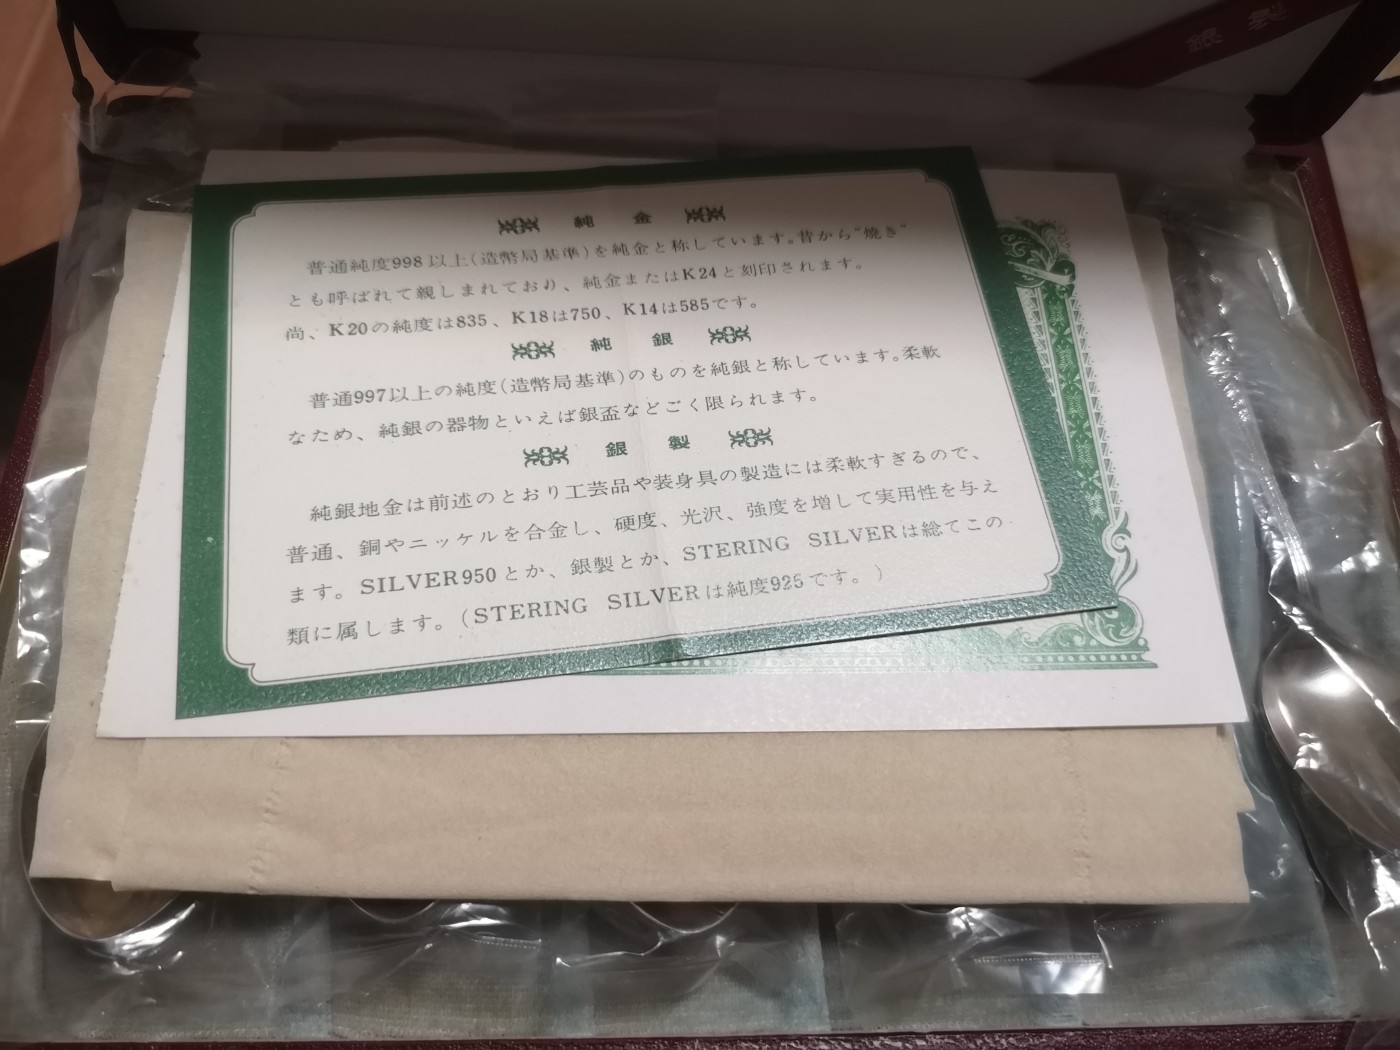 銀製
純金
普通純度998以上(造幣局基準)を純金と称しています。昔から“焼き”
とも呼ばれて親しまれており、純金またはK24と刻印されます。
尚、K20の純度は835、K18は750、K14は585です。
純銀
普通997以上の純度(造幣局基準)のものを純銀と称しています。柔軟
なため、純銀の器物といえば銀盃などごく限られます。
銀製
純銀地金は前述のとおり工芸品や装身具の製造には柔軟すぎるので、
普通、銅やニッケルを合金し、硬度、光沢、強度を増して実用性を与え
ます。SILVER950とか、銀製とか、STERING SILVERは総てこの
類に属します。(STERING SILVERは純度925です。)